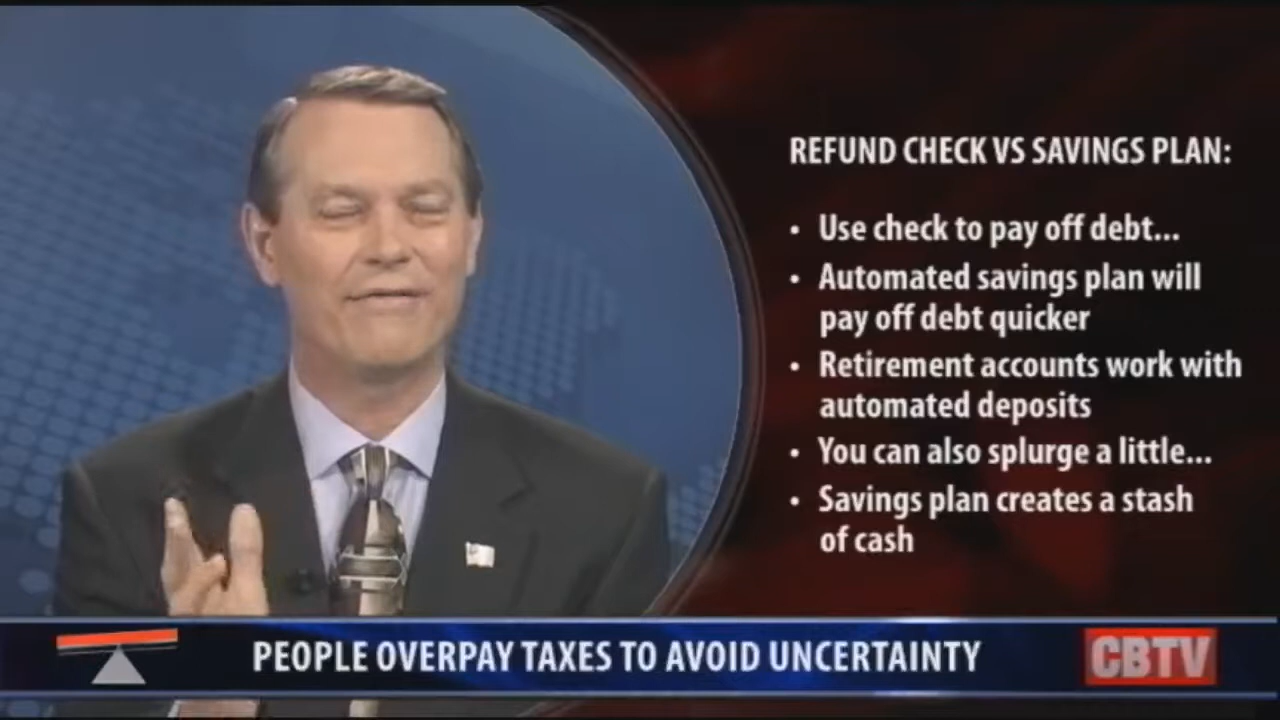 REFUND CHECK VS SAVINGS PLAN:
• Use check to pay off debt...
• Automated savings plan will
pay off debt quicker
• Retirement accounts work with
automated deposits
• You can also splurge a little...
• Savings plan creates a stash
of cash
PEOPLE OVERPAY TAXES TO AVOID UNCERTAINTY
CBTV